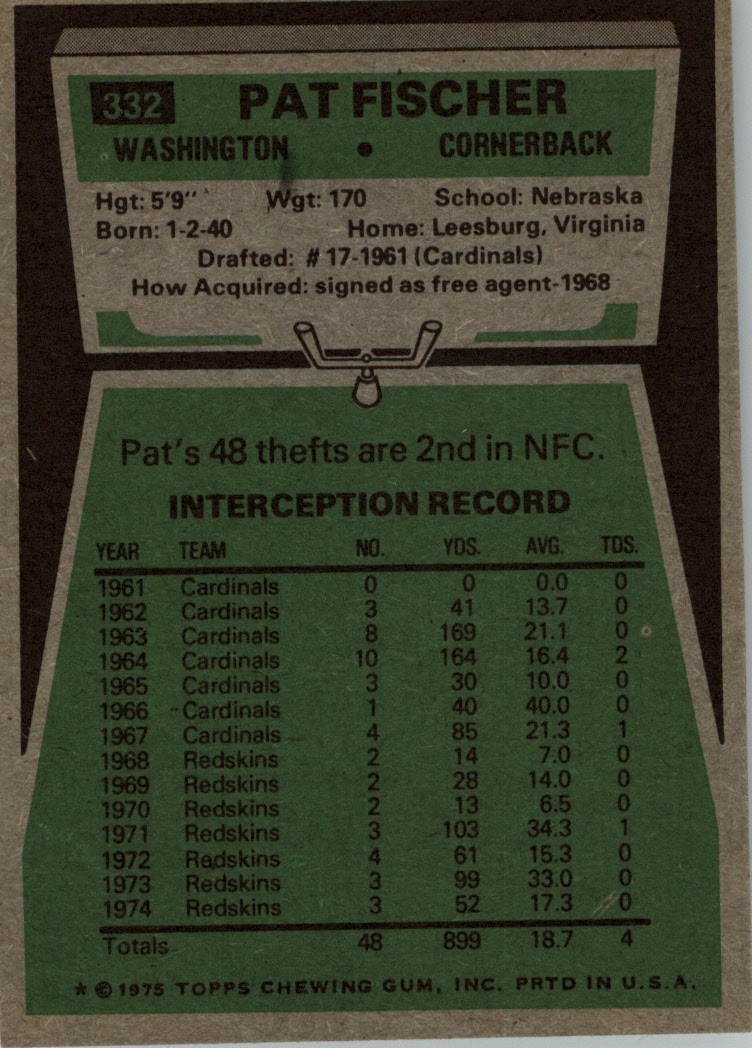 332 PAT FISCHER
WASHINGTON • CORNERBACK
Hgt: 5'9" Wgt: 170 School: Nebraska
Born: 1-2-40 Home: Leesburg, Virginia
Drafted: # 17-1961 (Cardinals)
How Acquired: signed as free agent-1968
Pat's 48 thefts are 2nd in NFC.
INTERCEPTION RECORD
YEAR TEAM NO. YDS. AVG. TDS.
1961 Cardinals 0 0 0.0 0
1962 Cardinals 3 41 13.7 0
1963 Cardinals 8 169 21.1 0
1964 Cardinals 10 164 16.4 2
1965 Cardinals 3 30 10.0 0
1966 Cardinals 1 40 40.0 0
1967 Cardinals 4 85 21.3 1
1968 Redskins 2 14 7.0 0
1969 Redskins 2 28 14.0 0
1970 Redskins 2 13 6.5 0
1971 Redskins 3 103 34.3 1
1972 Redskins 4 61 15.3 0
1973 Redskins 3 99 33.0 0
1974 Redskins 3 52 17.3 0
Totals 48 899 18.7 4
* © 1975 TOPPS CHEWING GUM, INC. PRTD IN U.S.A.